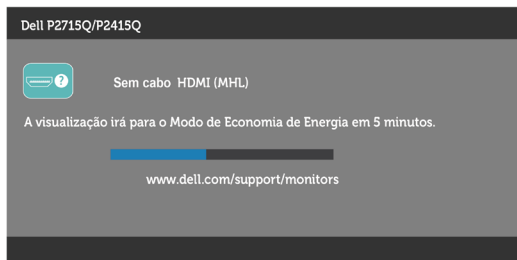 Dell P2715Q/P2415Q
?
Sem cabo HDMI (MHL)
A visualização irá para o Modo de Economia de Energia em 5 minutos.
www.dell.com/support/monitors